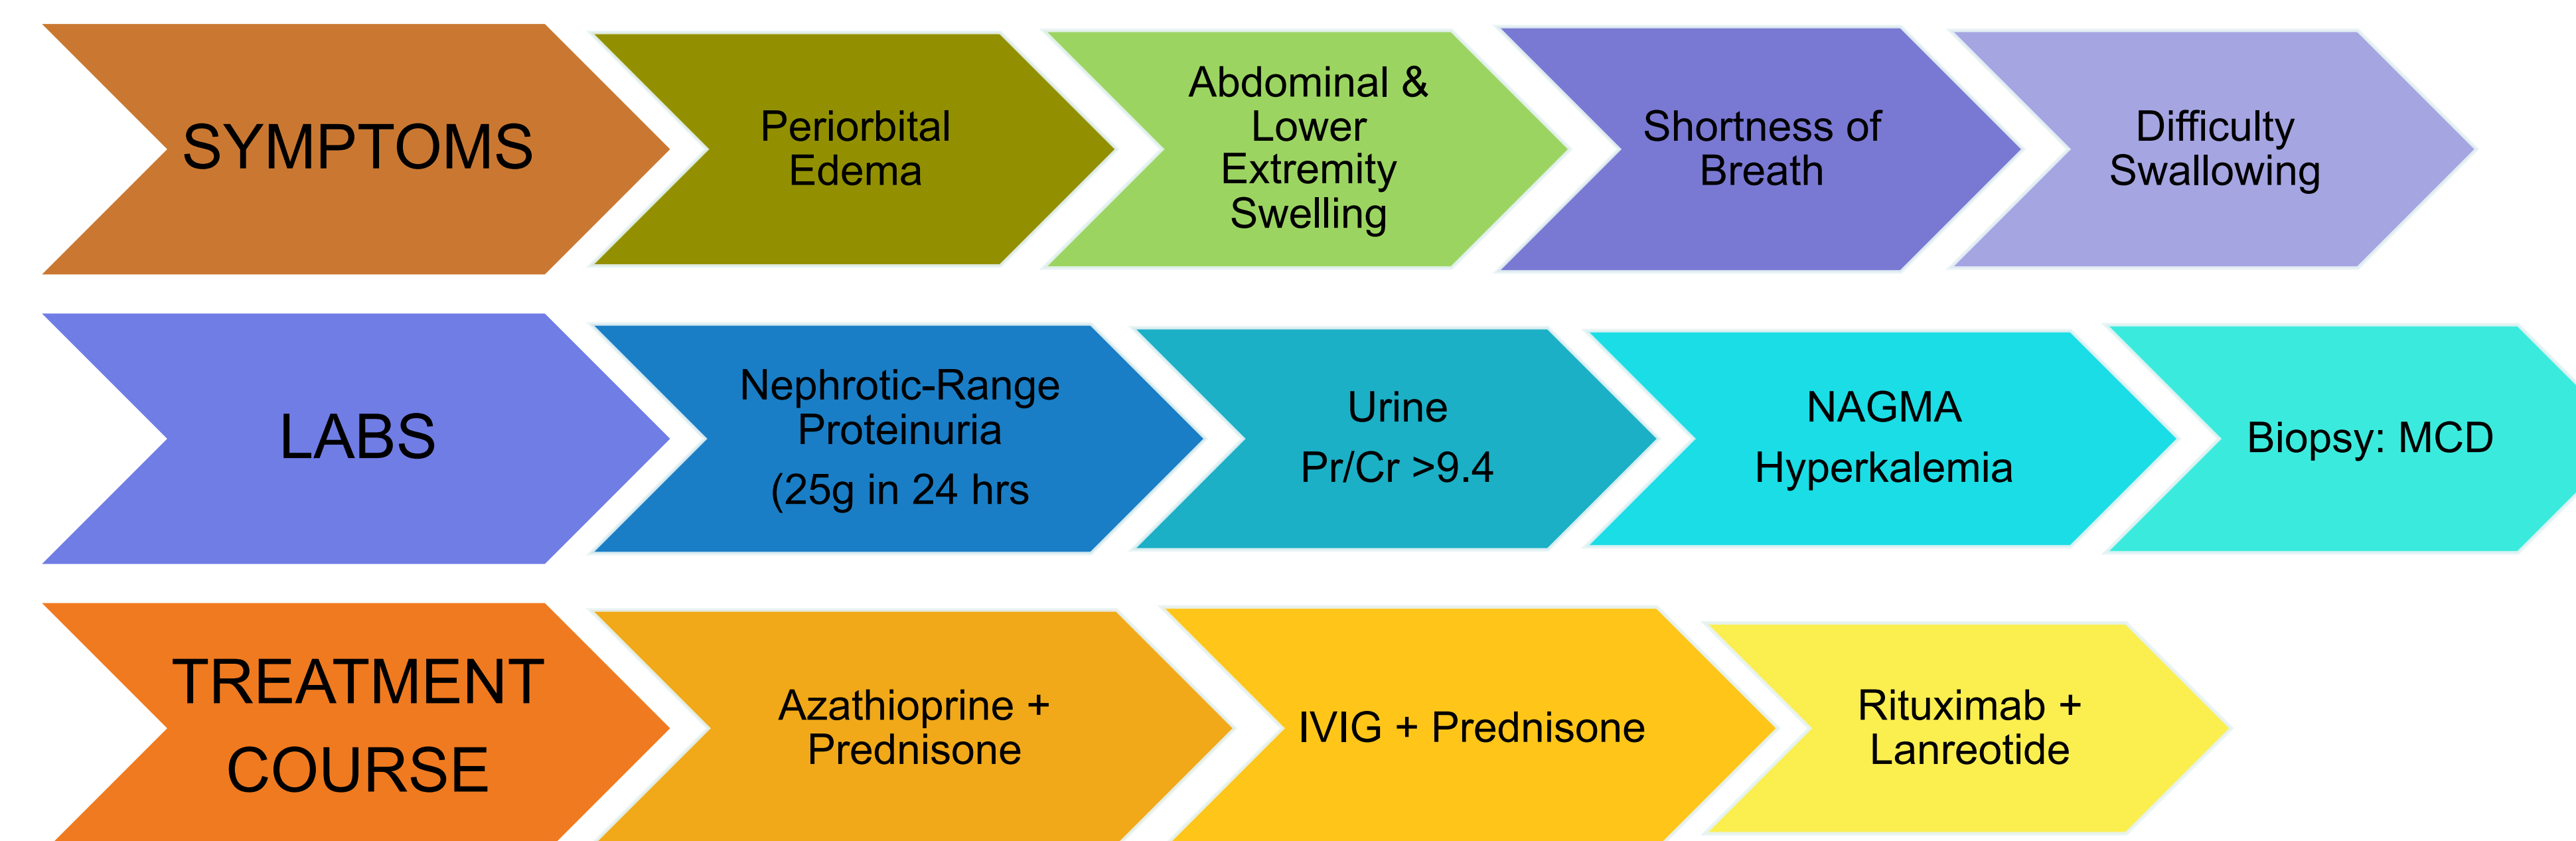 SYMPTOMS
Periorbital
Edema
Abdominal &
Lower
Extremity
Swelling
Shortness of
Breath
Difficulty
Swallowing
LABS
Nephrotic-Range
Proteinuria
(25g in 24 hrs
Urine
Pr/Cr >9.4
NAGMA
Hyperkalemia
Biopsy: MCD
TREATMENT
COURSE
Azathioprine +
Prednisone
IVIG + Prednisone
Rituximab +
Lanreotide